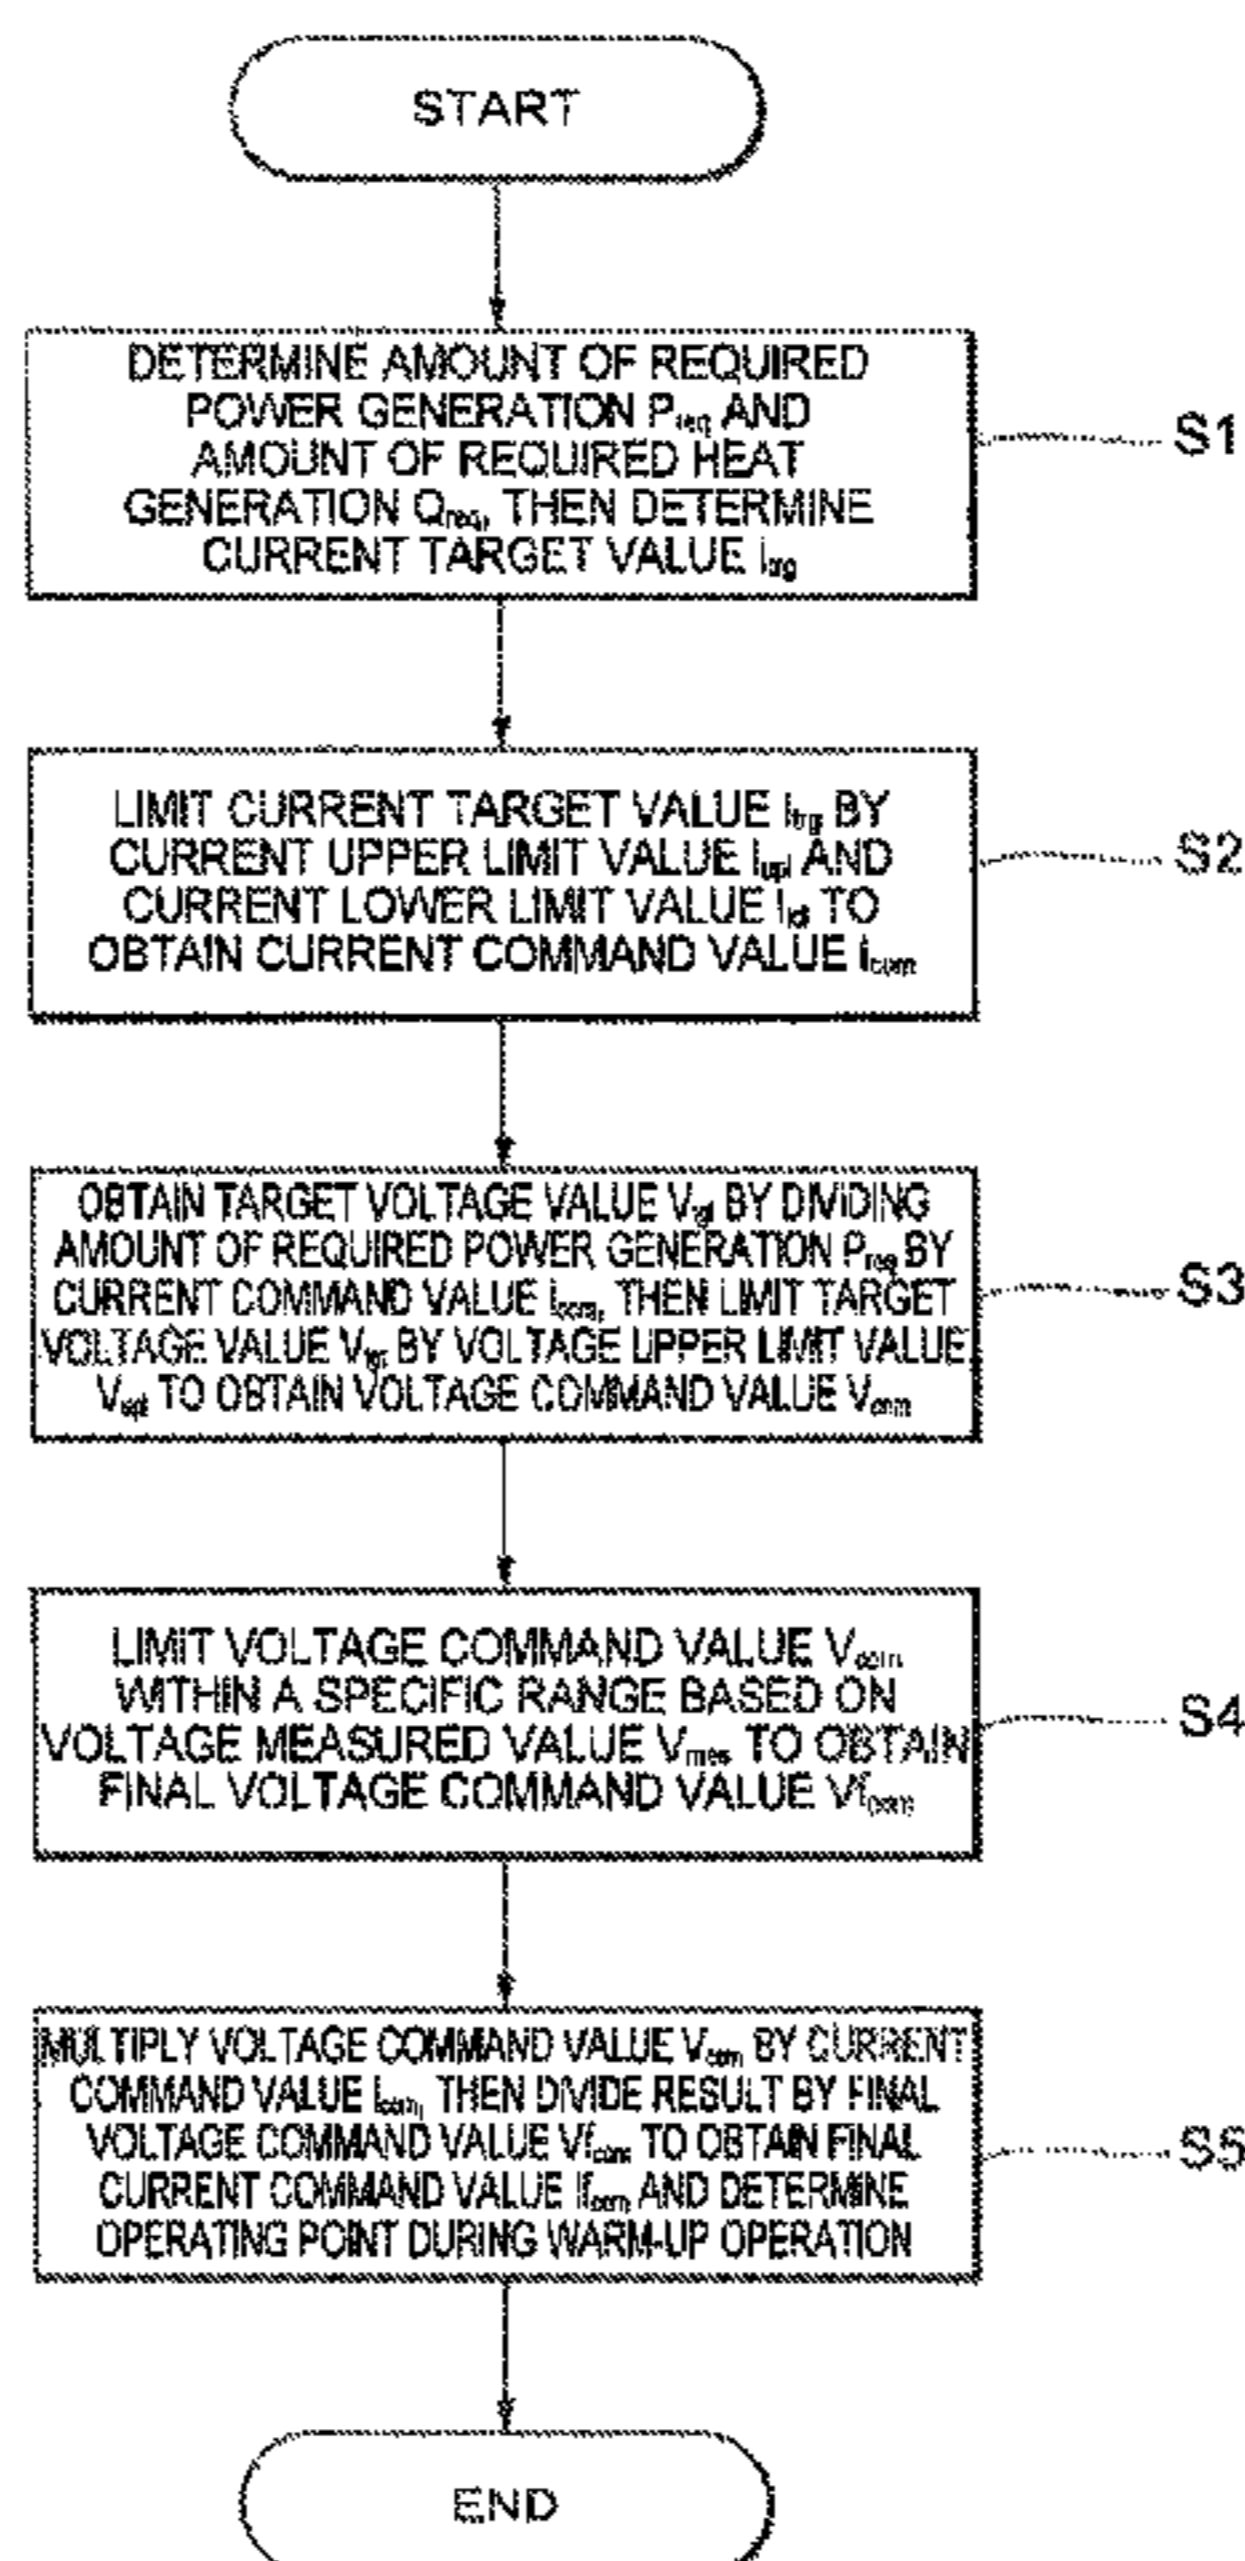 START
DETERMINE AMOUNT OF REQUIRED
POWER GENERATION Preq AND
AMOUNT OF REQUIRED HEAT
GENERATION Qreq, THEN DETERMINE
CURRENT TARGET VALUE Itrg
S1
LIMIT CURRENT TARGET VALUE Itrg BY
CURRENT UPPER LIMIT VALUE Iupl AND
CURRENT LOWER LIMIT VALUE Ilol TO
OBTAIN CURRENT COMMAND VALUE Icom
S2
OBTAIN TARGET VOLTAGE VALUE Vtgt BY DIVIDING
AMOUNT OF REQUIRED POWER GENERATION Preq BY
CURRENT COMMAND VALUE Icom, THEN LIMIT TARGET
VOLTAGE VALUE Vtgt BY VOLTAGE UPPER LIMIT VALUE
Vupl TO OBTAIN VOLTAGE COMMAND VALUE Vcom
S3
LIMIT VOLTAGE COMMAND VALUE Vcom
WITHIN A SPECIFIC RANGE BASED ON
VOLTAGE MEASURED VALUE Vmes TO OBTAIN
FINAL VOLTAGE COMMAND VALUE Vfcom
S4
MULTIPLY VOLTAGE COMMAND VALUE Vcom BY CURRENT
COMMAND VALUE Icom, THEN DIVIDE RESULT BY FINAL
VOLTAGE COMMAND VALUE Vfcom TO OBTAIN FINAL
CURRENT COMMAND VALUE Ifcom AND DETERMINE
OPERATING POINT DURING WARM-UP OPERATION
S5
END